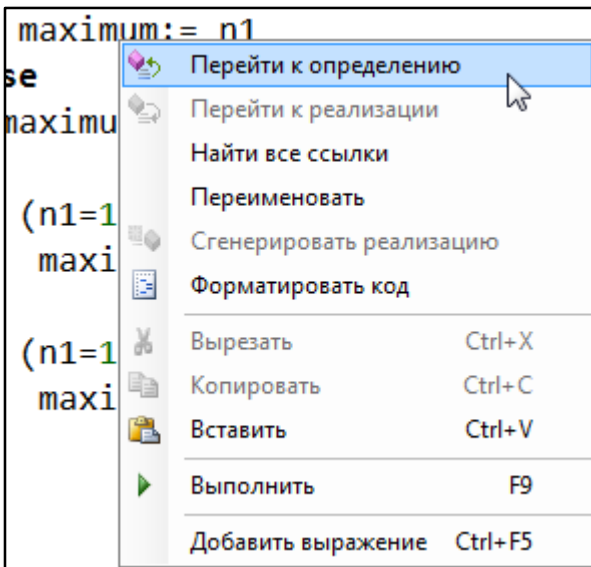 maximum:= n1
se
maximu
(n1=1
maxi
(n1=1
maxi
Перейти к определению
Перейти к реализации
Найти все ссылки
Переименовать
Сгенерировать реализацию
Форматировать код
Вырезать Ctrl+X
Копировать Ctrl+C
Вставить Ctrl+V
Выполнить F9
Добавить выражение Ctrl+F5